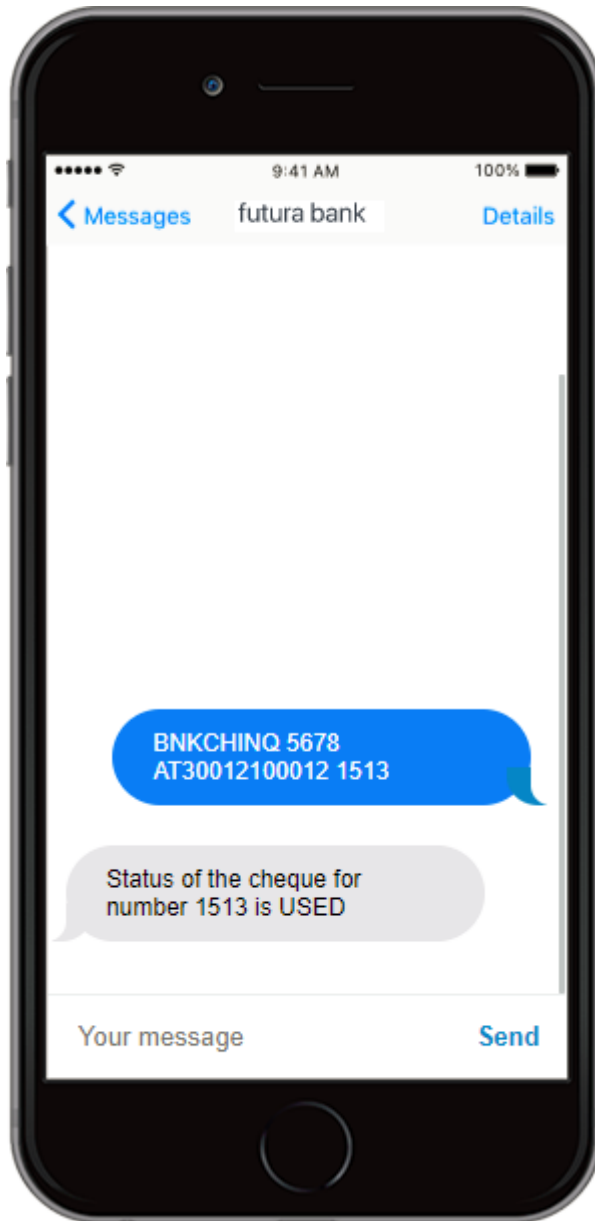 9:41 AM
100%
Messages
futura bank
Details
BNKCHINQ 5678
AT30012100012 1513
Status of the cheque for
number 1513 is USED
Your message
Send